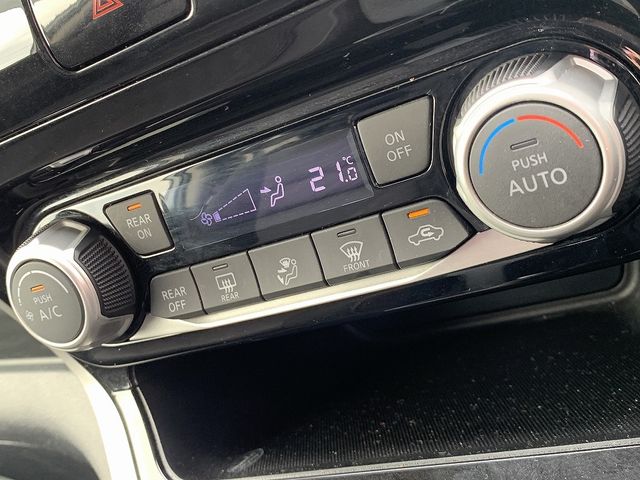 ON
OFF
21.0 °C
PUSH
AUTO
REAR
ON
REAR
OFF
REAR
FRONT
PUSH
A/C